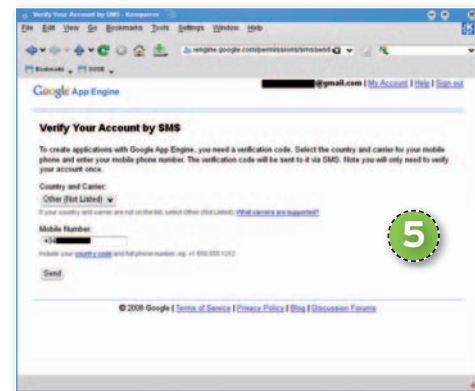 Verify Your Account by SMS - Konqueror
File Edit View Go Bookmarks Tools Settings Window Help
engine.google.com/permissions/smssend
Bookmarks SUSE
@gmail.com | My Account | Help | Sign out
Google App Engine
Verify Your Account by SMS
To create applications with Google App Engine, you need a verification code. Select the country and carrier for your mobile
phone and enter your mobile phone number. The verification code will be sent to it via SMS. Note you will only need to verify
your account once.
Country and Carrier:
Other (Not Listed)
If your country and carrier are not on the list, select Other (Not Listed). What carriers are supported?
Mobile Number:
+34
Include your country code and full phone number. eg. +1 650 555 1212
Send
5
© 2008 Google | Terms of Service | Privacy Policy | Blog | Discussion Forums